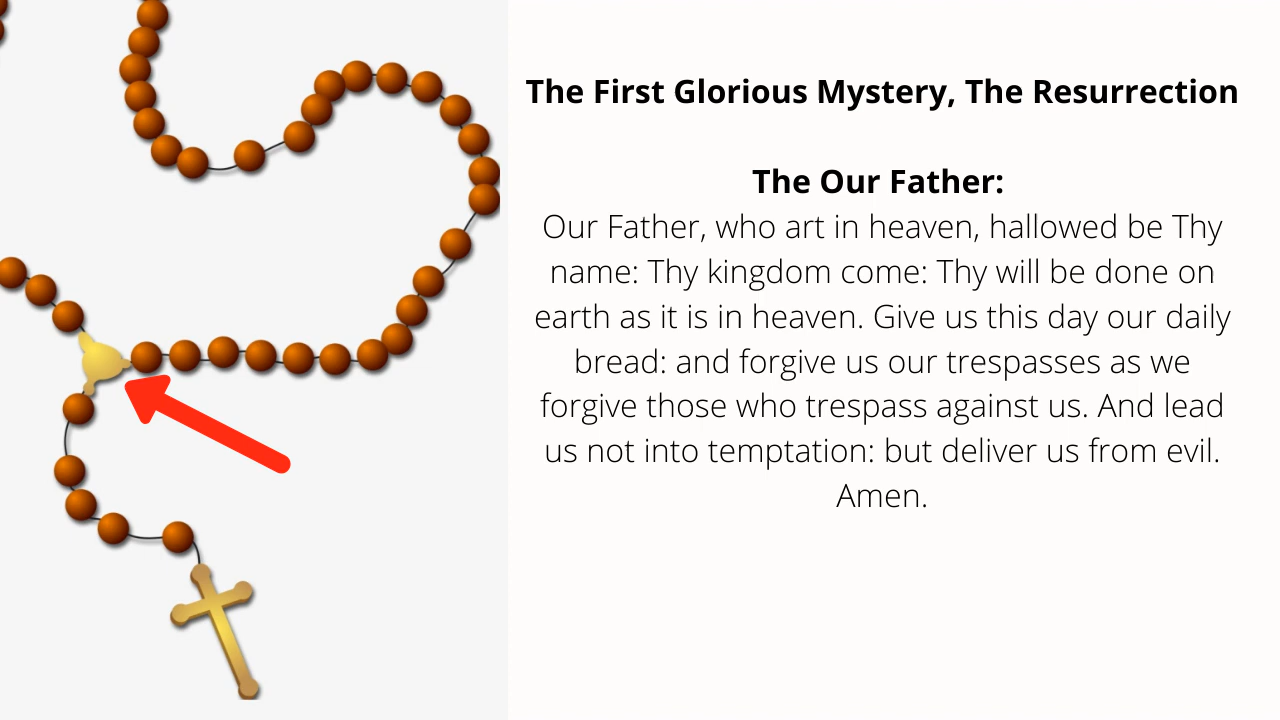 The First Glorious Mystery, The Resurrection
The Our Father:
Our Father, who art in heaven, hallowed be Thy
name: Thy kingdom come: Thy will be done on
earth as it is in heaven. Give us this day our daily
bread: and forgive us our trespasses as we
forgive those who trespass against us. And lead
us not into temptation: but deliver us from evil.
Amen.